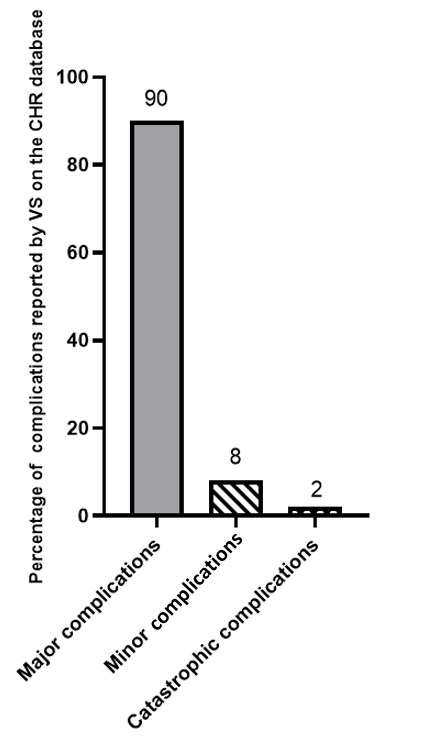 Percentage of complications reported by VS on the CHR database
100
80
60
40
20
0
90
8
2
Major complications
Minor complications
Catastrophic complications